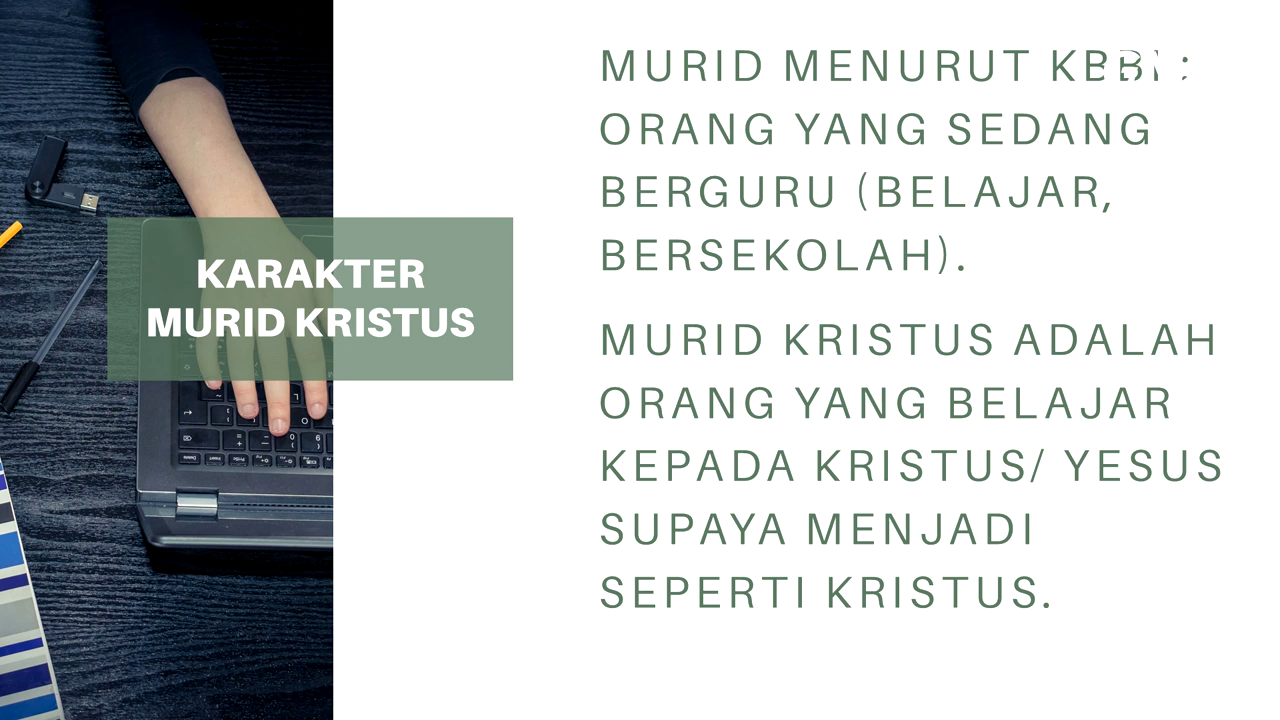 KARAKTER
MURID KRISTUS
MURID MENURUT KBBI :
ORANG YANG SEDANG
BERGURU (BELAJAR,
BERSEKOLAH).
MURID KRISTUS ADALAH
ORANG YANG BELAJAR
KEPADA KRISTUS/ YESUS
SUPAYA MENJADI
SEPERTI KRISTUS.